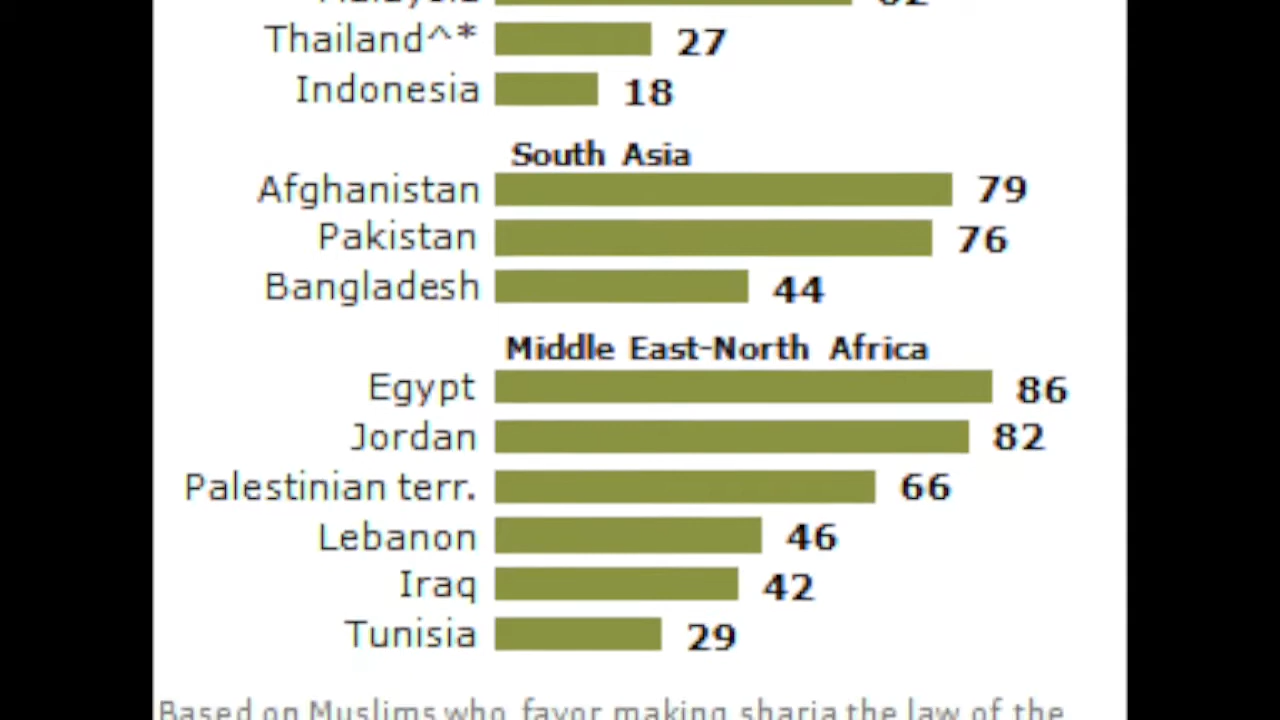 Thailand^* 27
Indonesia 18
South Asia
Afghanistan 79
Pakistan 76
Bangladesh 44
Middle East-North Africa
Egypt 86
Jordan 82
Palestinian terr. 66
Lebanon 46
Iraq 42
Tunisia 29
Based on Muslims who favor making sharia the law of the